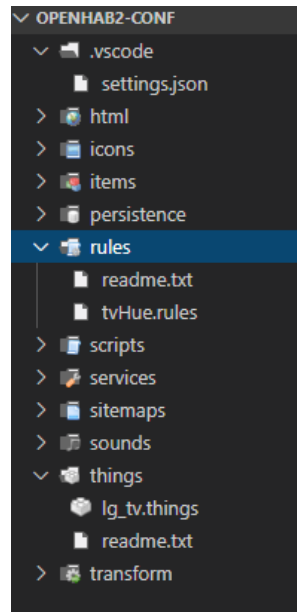 OPENHAB2-CONF
.vscode
settings.json
html
icons
items
persistence
rules
readme.txt
tvHue.rules
scripts
services
sitemaps
sounds
things
lg_tv.things
readme.txt
transform